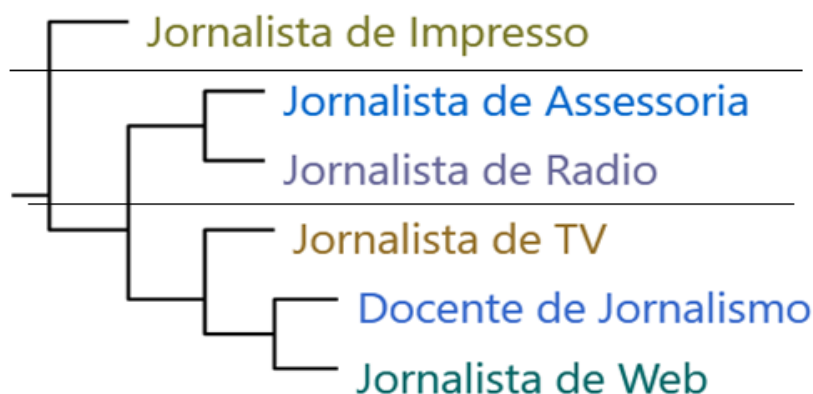 Jornalista de Impresso
Jornalista de Assessoria
Jornalista de Radio
Jornalista de TV
Docente de Jornalismo
Jornalista de Web